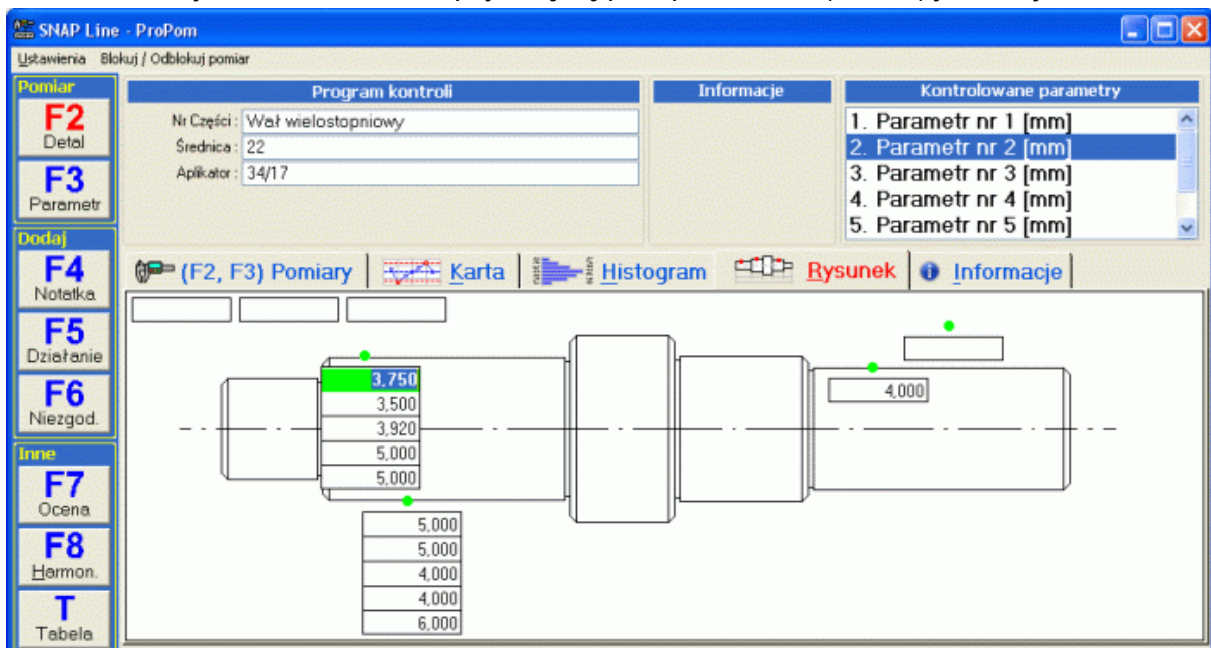 SNAP Line - ProPom
Ustawienia Blokuj / Odblokuj pomiar
Pomiar
F2
Detal
F3
Parametr
Dodaj
F4
Notatka
F5
Działanie
F6
Niezgod.
Inne
F7
Ocena
F8
Harmon.
T
Tabela
Program kontroli
Nr Części : Wał wielostopniowy
Średnica : 22
Aplikator : 34/17
Informacje
Kontrolowane parametry
1. Parametr nr 1 [mm]
2. Parametr nr 2 [mm]
3. Parametr nr 3 [mm]
4. Parametr nr 4 [mm]
5. Parametr nr 5 [mm]
(F2, F3) Pomiary Karta Histogram Rysunek Informacje
3,750
3,500
3,920
5,000
5,000
4,000
5,000
5,000
4,000
4,000
6,000